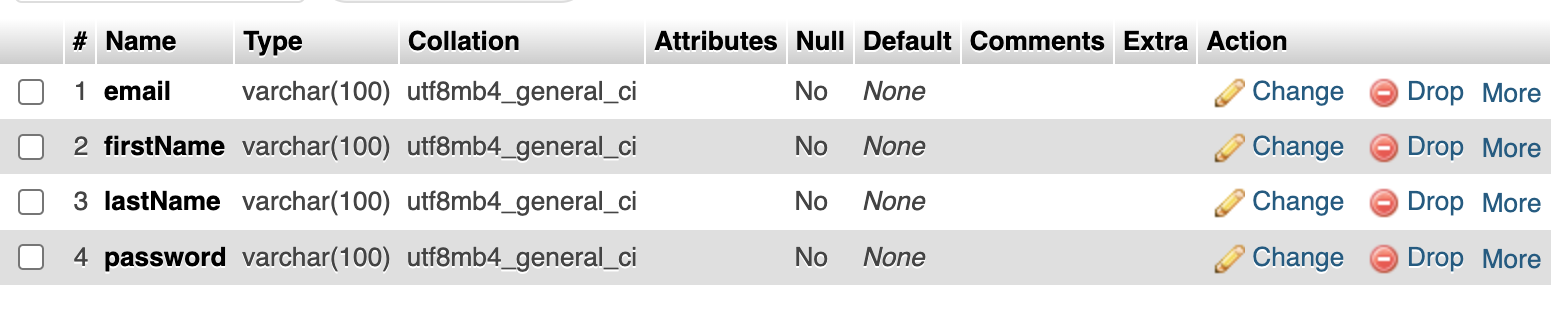 # Name Type Collation Attributes Null Default Comments Extra Action
1 email varchar(100) utf8mb4_general_ci No None Change Drop More
2 firstName varchar(100) utf8mb4_general_ci No None Change Drop More
3 lastName varchar(100) utf8mb4_general_ci No None Change Drop More
4 password varchar(100) utf8mb4_general_ci No None Change Drop More